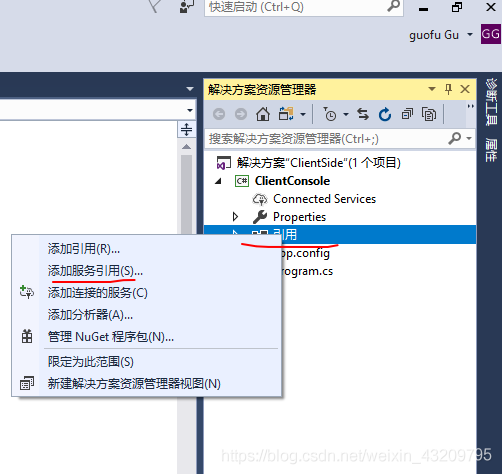 快速启动 (Ctrl+Q)
guofu Gu
GG
解决方案资源管理器
搜索解决方案资源管理器(Ctrl+;)
解决方案"ClientSide"(1 个项目)
ClientConsole
Connected Services
Properties
引用
pp.config
rogram.cs
添加引用(R)...
添加服务引用(S)...
添加连接的服务(C)
添加分析器(A)...
管理 NuGet 程序包(N)...
限定为此范围(S)
新建解决方案资源管理器视图(N)
诊断工具
属性
https://blog.csdn.net/weixin_43209795